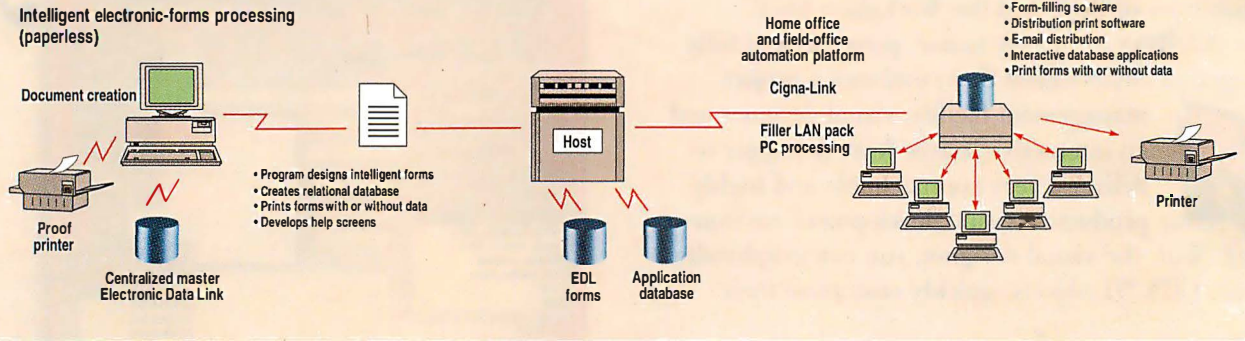 Intelligent electronic-forms processing
(paperless)
Document creation
Proof
printer
Centralized master
Electronic Data Link
• Program designs intelligent forms
• Creates relational database
• Prints forms with or without data
• Develops help screens
Host
EDL
forms
Application
database
Home office
and field-office
automation platform
Cigna-Link
Filler LAN pack
PC processing
• Form-filling so tware
• Distribution print software
• E-mail distribution
• Interactive database applications
• Print forms with or without data
Printer